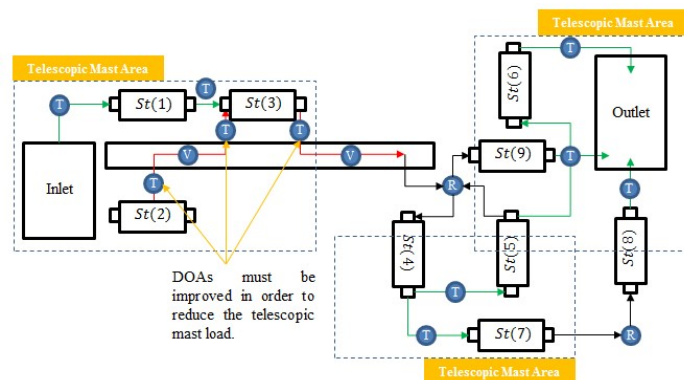 Telescopic Mast Area
Telescopic Mast Area
T
St(6)
T
T
St(1)
St(3)
Outlet
T
T
V
V
St(9)
T
Inlet
T
R
T
St(2)
St(4)
St(5)
St(8)
DOAs must be
improved in order to
reduce the telescopic
mast load.
T
T
St(7)
R
Telescopic Mast Area